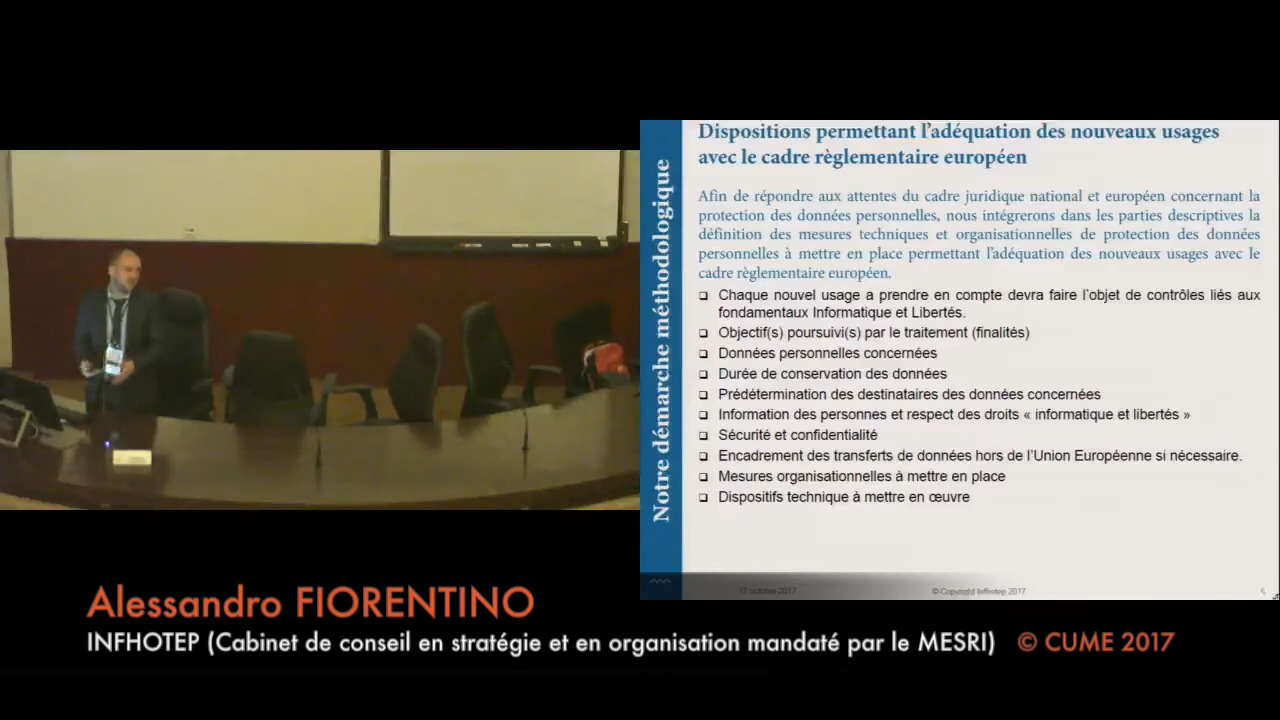 Notre démarche méthodologique
Dispositions permettant l'adéquation des nouveaux usages
avec le cadre règlementaire européen
Afin de répondre aux attentes du cadre juridique national et européen concernant la
protection des données personnelles, nous intégrerons dans les parties descriptives la
définition des mesures techniques et organisationnelles de protection des données
personnelles à mettre en place permettant l'adéquation des nouveaux usages avec le
cadre règlementaire européen.
Chaque nouvel usage a prendre en compte devra faire l'objet de contrôles liés aux
fondamentaux Informatique et Libertés.
Objectif(s) poursuivi(s) par le traitement (finalités)
Données personnelles concernées
Durée de conservation des données
Prédétermination des destinataires des données concernées
Information des personnes et respect des droits « informatique et libertés »
Sécurité et confidentialité
Encadrement des transferts de données hors de l'Union Européenne si nécessaire.
Mesures organisationnelles à mettre en place
Dispositifs technique à mettre en œuvre
17 octobre 2017 © Copyright Infhotep 2017
Alessandro FIORENTINO
INFHOTEP (Cabinet de conseil en stratégie et en organisation mandaté par le MESRI) © CUME 2017